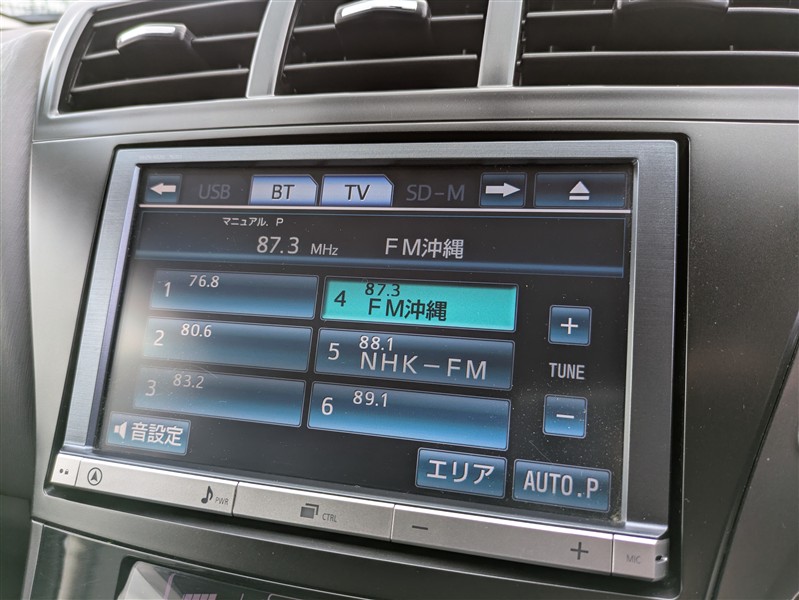 USB BT TV SD-M
マニュアル. P
87.3 MHz FM沖縄
1 76.8
4 87.3 FM沖縄
2 80.6
5 88.1 NHK-FM
3 83.2
6 89.1
+
TUNE
-
音設定
エリア
AUTO.P
PWR
CTRL
- +
MIC